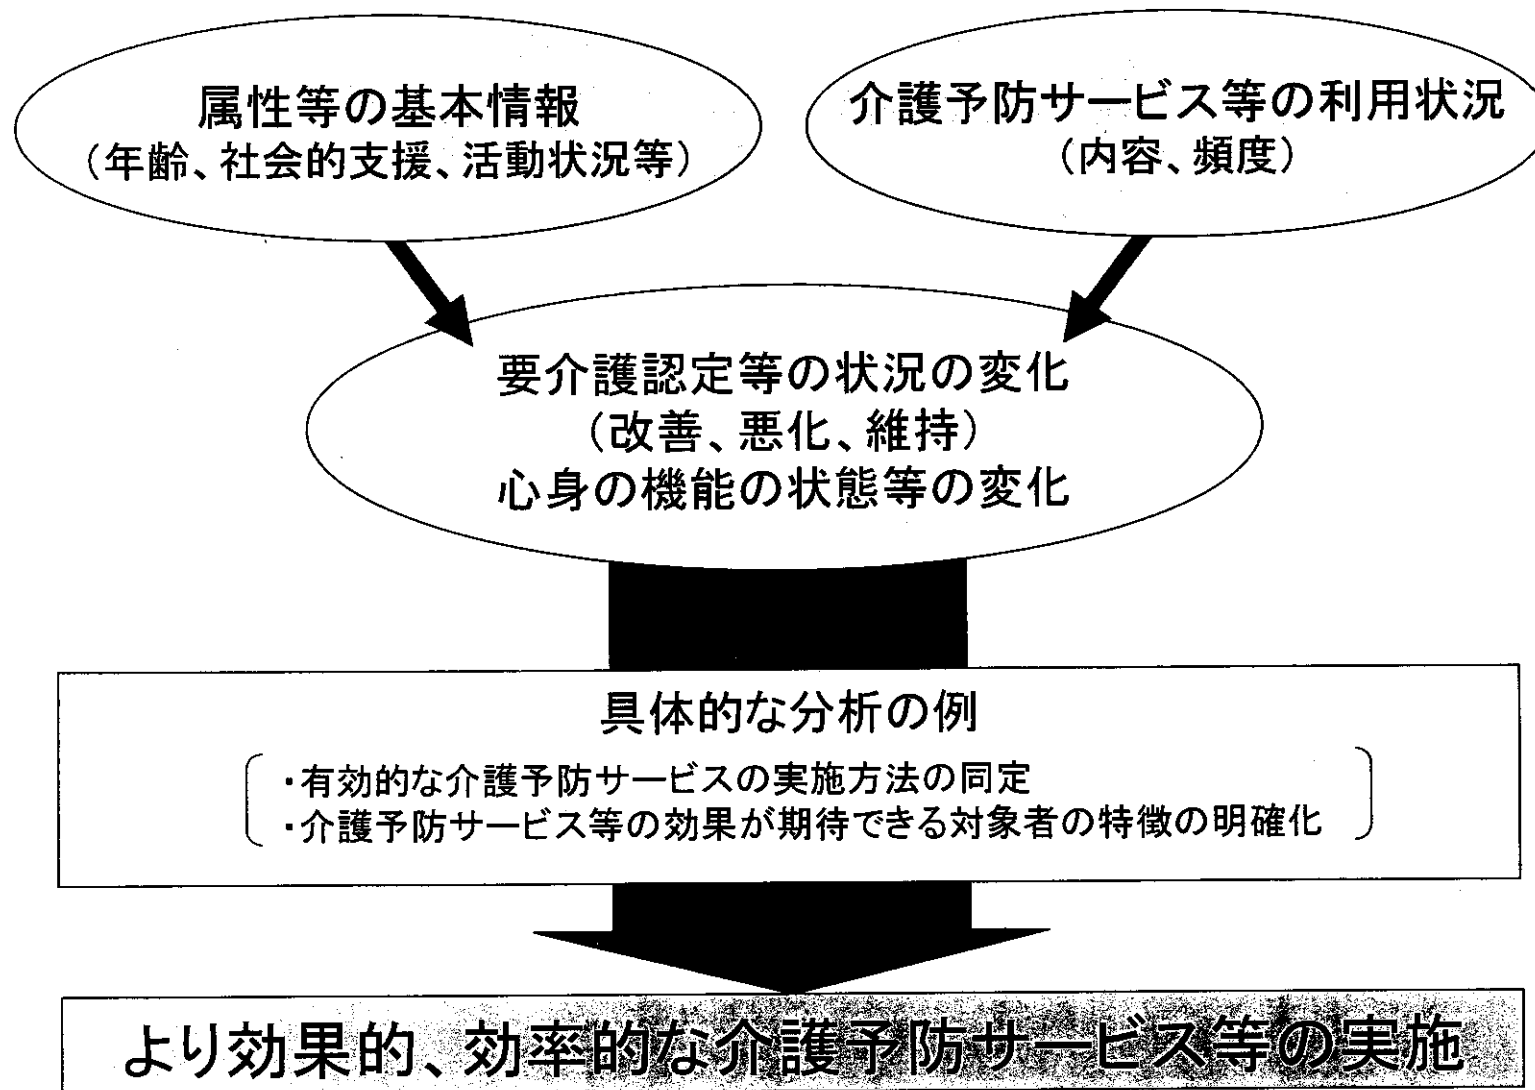 属性等の基本情報
（年齢、社会的支援、活動状況等）
介護予防サービス等の利用状況
（内容、頻度）
要介護認定等の状況の変化
（改善、悪化、維持）
心身の機能の状態等の変化
具体的な分析の例
・有効的な介護予防サービスの実施方法の同定
・介護予防サービス等の効果が期待できる対象者の特徴の明確化
より効果的、効率的な介護予防サービス等の実施